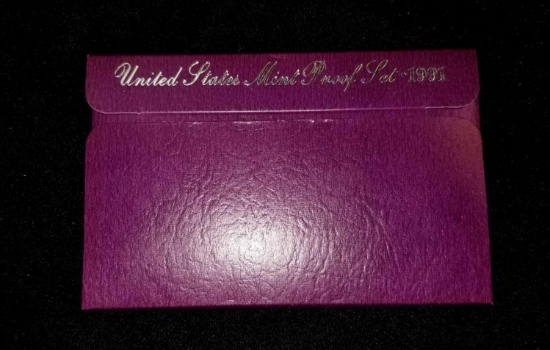 United States Mint Proof Set-1991